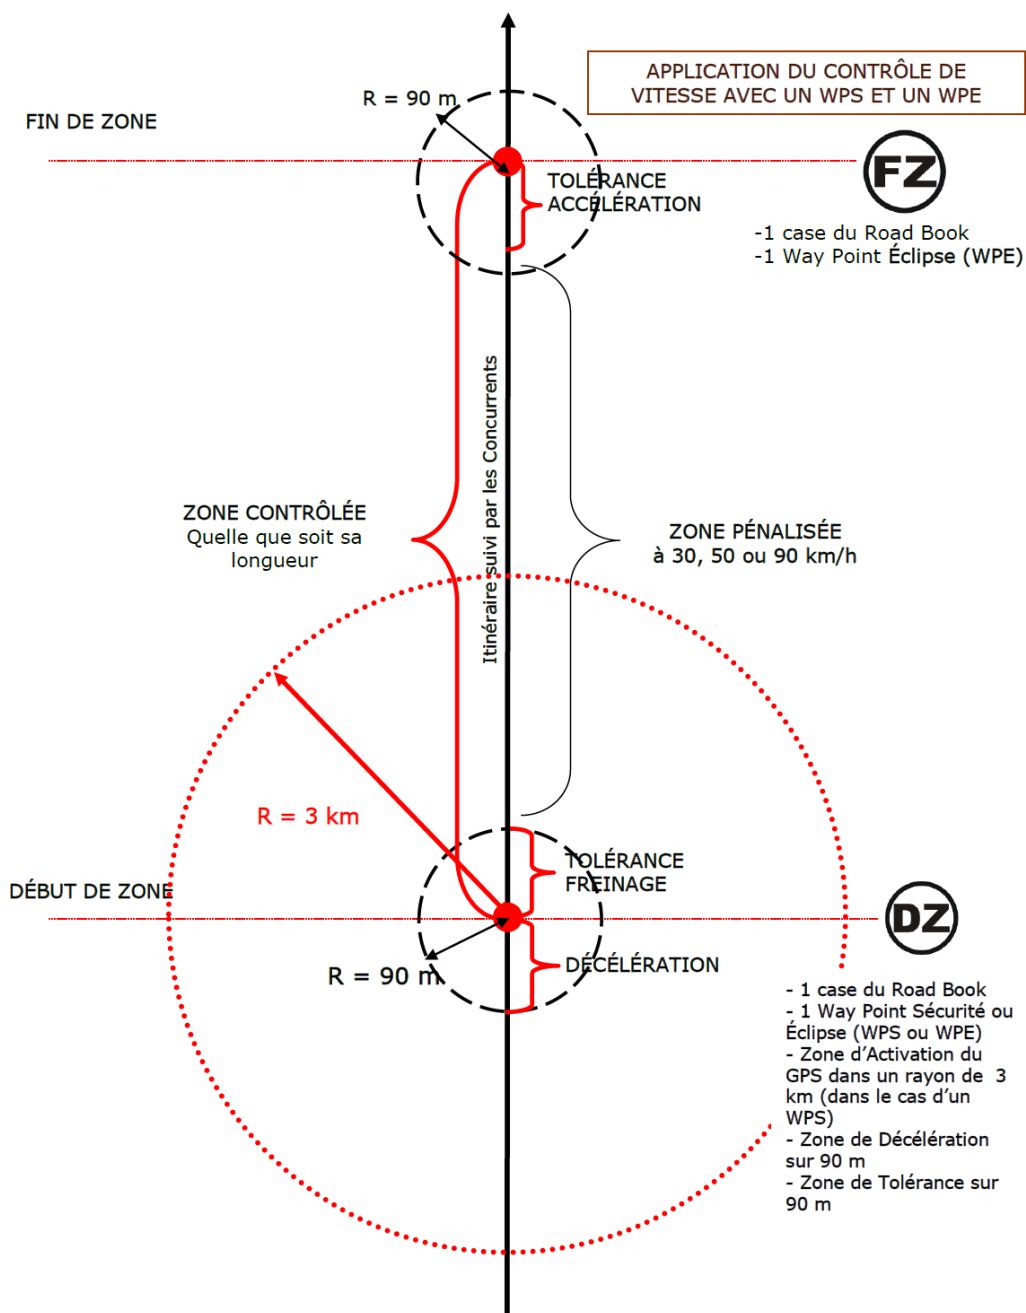 APPLICATION DU CONTRÔLE DE
VITESSE AVEC UN WPS ET UN WPE
R = 90 m
FIN DE ZONE
FZ
TOLÉRANCE
ACCÉLÉRATION
-1 case du Road Book
-1 Way Point Éclipse (WPE)
Itinéraire suivi par les Concurrents
ZONE CONTRÔLÉE
Quelle que soit sa
longueur
ZONE PÉNALISÉE
à 30, 50 ou 90 km/h
R = 3 km
TOLÉRANCE
FREINAGE
DÉBUT DE ZONE
DZ
DÉCÉLÉRATION
R = 90 m
- 1 case du Road Book
- 1 Way Point Sécurité ou
Éclipse (WPS ou WPE)
- Zone d’Activation du
GPS dans un rayon de 3
km (dans le cas d’un
WPS)
- Zone de Décélération
sur 90 m
- Zone de Tolérance sur
90 m